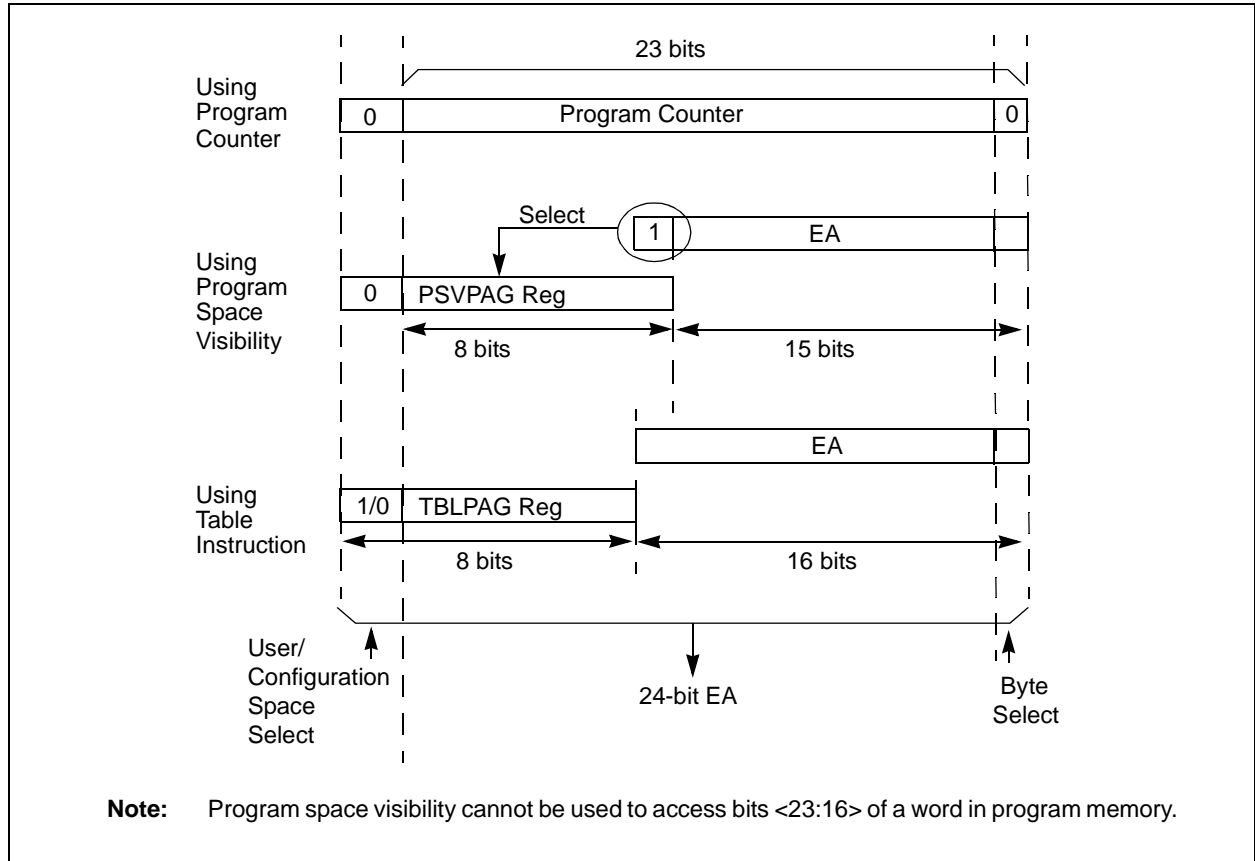 23 bits
Using
Program
Counter
0
Program Counter
0
Select
1
EA
Using
Program
Space
Visibility
0
PSVPAG Reg
8 bits
15 bits
EA
Using
Table
Instruction
1/0
TBLPAG Reg
8 bits
16 bits
User/
Configuration
Space
Select
24-bit EA
Byte
Select
Note: Program space visibility cannot be used to access bits <23:16> of a word in program memory.